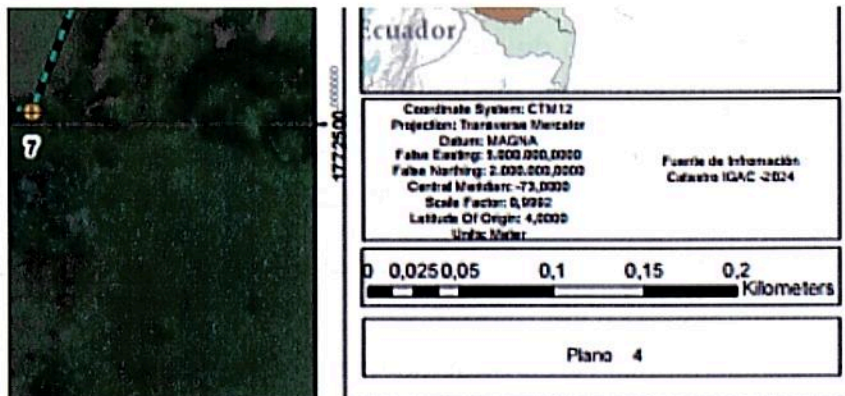 Ecuador
7
1772500
Coordinate System: CTM12
Projection: Transverse Mercator
Datum: MAGNA
False Easting: 5.000.000,0000
False Northing: 2.000.000,0000
Central Meridian: -73,0000
Scale Factor: 0,9992
Latitude Of Origin: 4,0000
Units: Meter
Fuente de Infromación
Catastro IGAC -2024
0 0,025 0,05 0,1 0,15 0,2
Kilometers
Plano 4